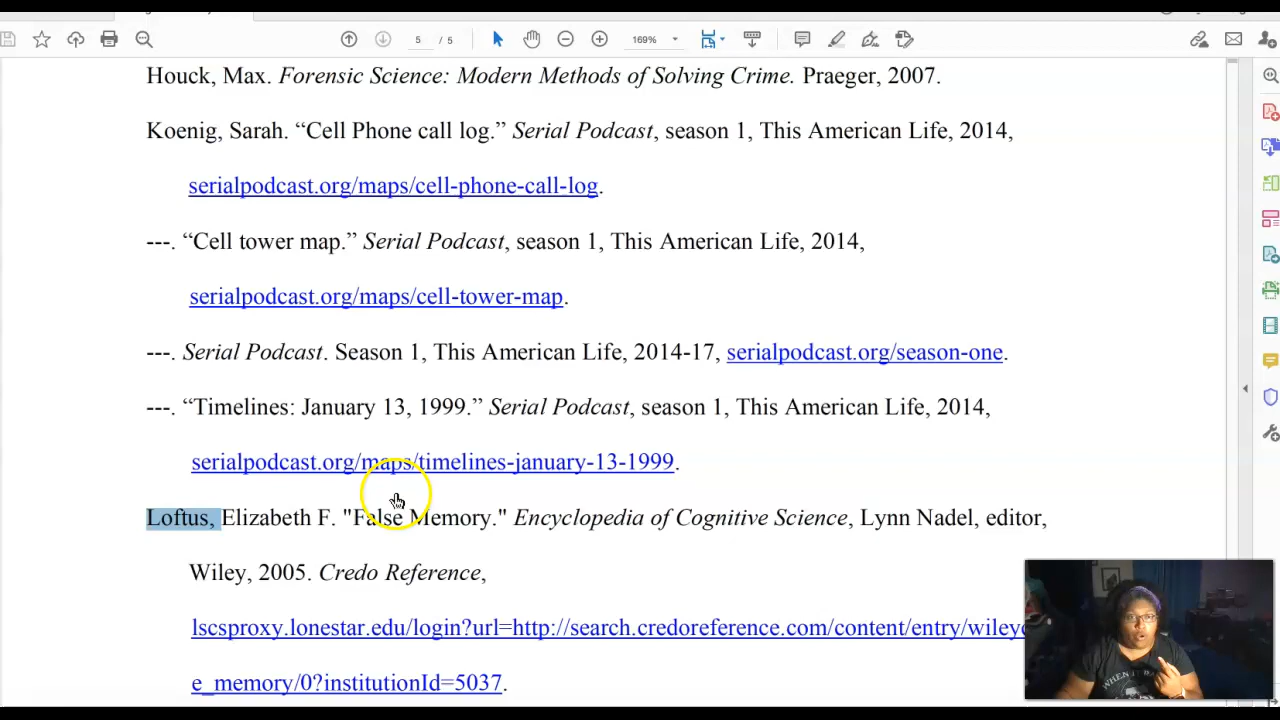 5 / 5
169%
Houck, Max. Forensic Science: Modern Methods of Solving Crime. Praeger, 2007.
Koenig, Sarah. “Cell Phone call log.” Serial Podcast, season 1, This American Life, 2014,
serialpodcast.org/maps/cell-phone-call-log.
---. “Cell tower map.” Serial Podcast, season 1, This American Life, 2014,
serialpodcast.org/maps/cell-tower-map.
---. Serial Podcast. Season 1, This American Life, 2014-17, serialpodcast.org/season-one.
---. “Timelines: January 13, 1999.” Serial Podcast, season 1, This American Life, 2014,
serialpodcast.org/maps/timelines-january-13-1999.
Loftus, Elizabeth F. "False Memory." Encyclopedia of Cognitive Science, Lynn Nadel, editor,
Wiley, 2005. Credo Reference,
lscsproxy.lonestar.edu/login?url=http://search.credoreference.com/content/entry/wiley
e_memory/0?institutionId=5037.
WHEN